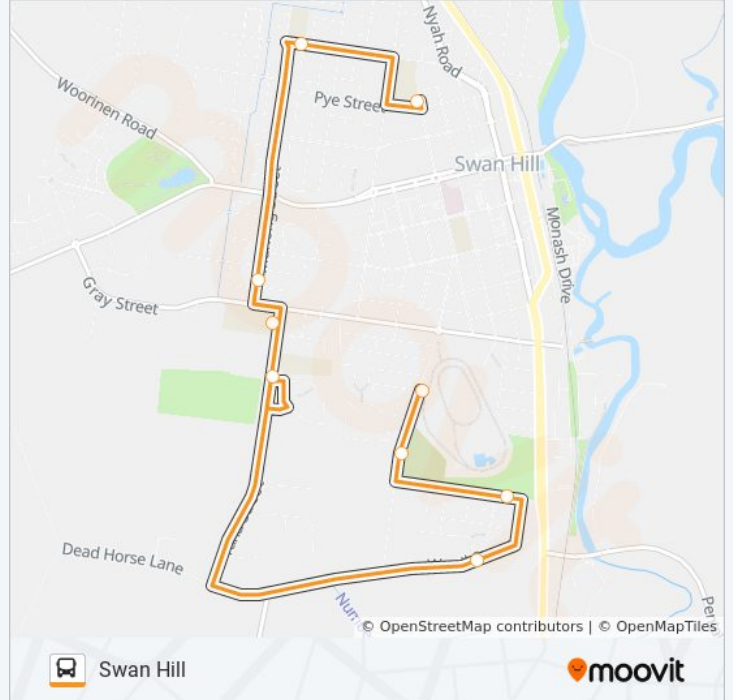 Nyah Road
Woorinen Road
Pye Street
Swan Hill
Monash Drive
Gray Street
Dead Horse Lane
© OpenStreetMap contributors | © OpenMapTiles
Swan Hill
moovit